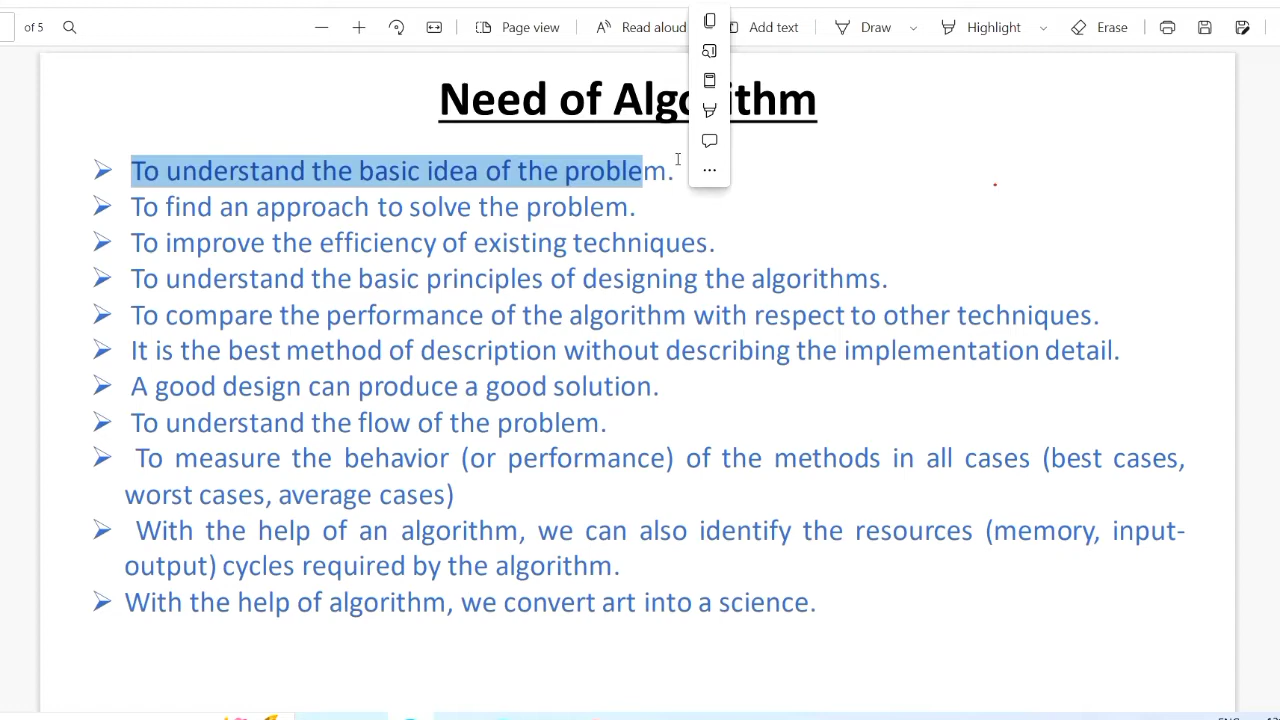 of 5 Page view Read aloud Add text Draw Highlight Erase
Need of Algorithm
To understand the basic idea of the problem.
To find an approach to solve the problem.
To improve the efficiency of existing techniques.
To understand the basic principles of designing the algorithms.
To compare the performance of the algorithm with respect to other techniques.
It is the best method of description without describing the implementation detail.
A good design can produce a good solution.
To understand the flow of the problem.
To measure the behavior (or performance) of the methods in all cases (best cases,
worst cases, average cases)
With the help of an algorithm, we can also identify the resources (memory, input-
output) cycles required by the algorithm.
With the help of algorithm, we convert art into a science.